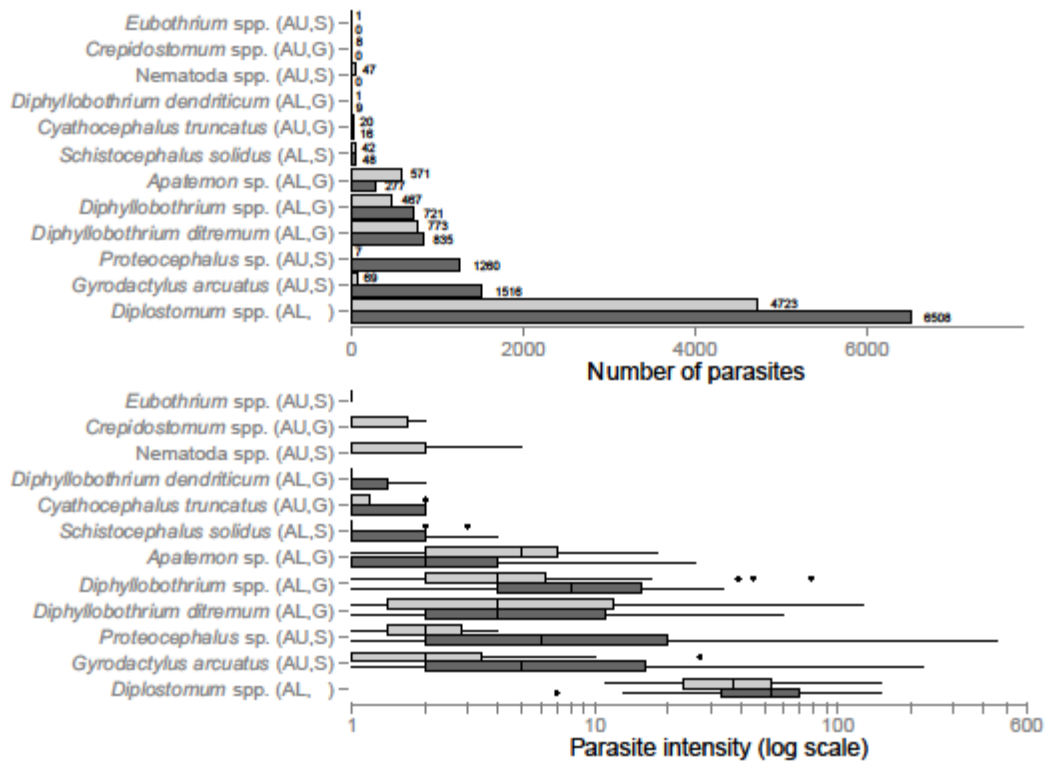 Eubothrium spp. (AU,S)
1
0
Crepidostomum spp. (AU,G)
8
0
Nematoda spp. (AU,S)
47
0
Diphyllobothrium dendriticum (AL,G)
1
9
Cyathocephalus truncatus (AU,G)
20
16
Schistocephalus solidus (AL,S)
42
48
Apatemon sp. (AL,G)
571
277
Diphyllobothrium spp. (AL,G)
467
721
Diphyllobothrium ditremum (AL,G)
773
835
Proteocephalus sp. (AU,S)
7
1260
Gyrodactylus arcuatus (AU,S)
69
1516
Diplostomum spp. (AL, )
4723
6508
0 2000 4000 6000
Number of parasites
Eubothrium spp. (AU,S)
Crepidostomum spp. (AU,G)
Nematoda spp. (AU,S)
Diphyllobothrium dendriticum (AL,G)
Cyathocephalus truncatus (AU,G)
Schistocephalus solidus (AL,S)
Apatemon sp. (AL,G)
Diphyllobothrium spp. (AL,G)
Diphyllobothrium ditremum (AL,G)
Proteocephalus sp. (AU,S)
Gyrodactylus arcuatus (AU,S)
Diplostomum spp. (AL, )
1 10 100 600
Parasite intensity (log scale)